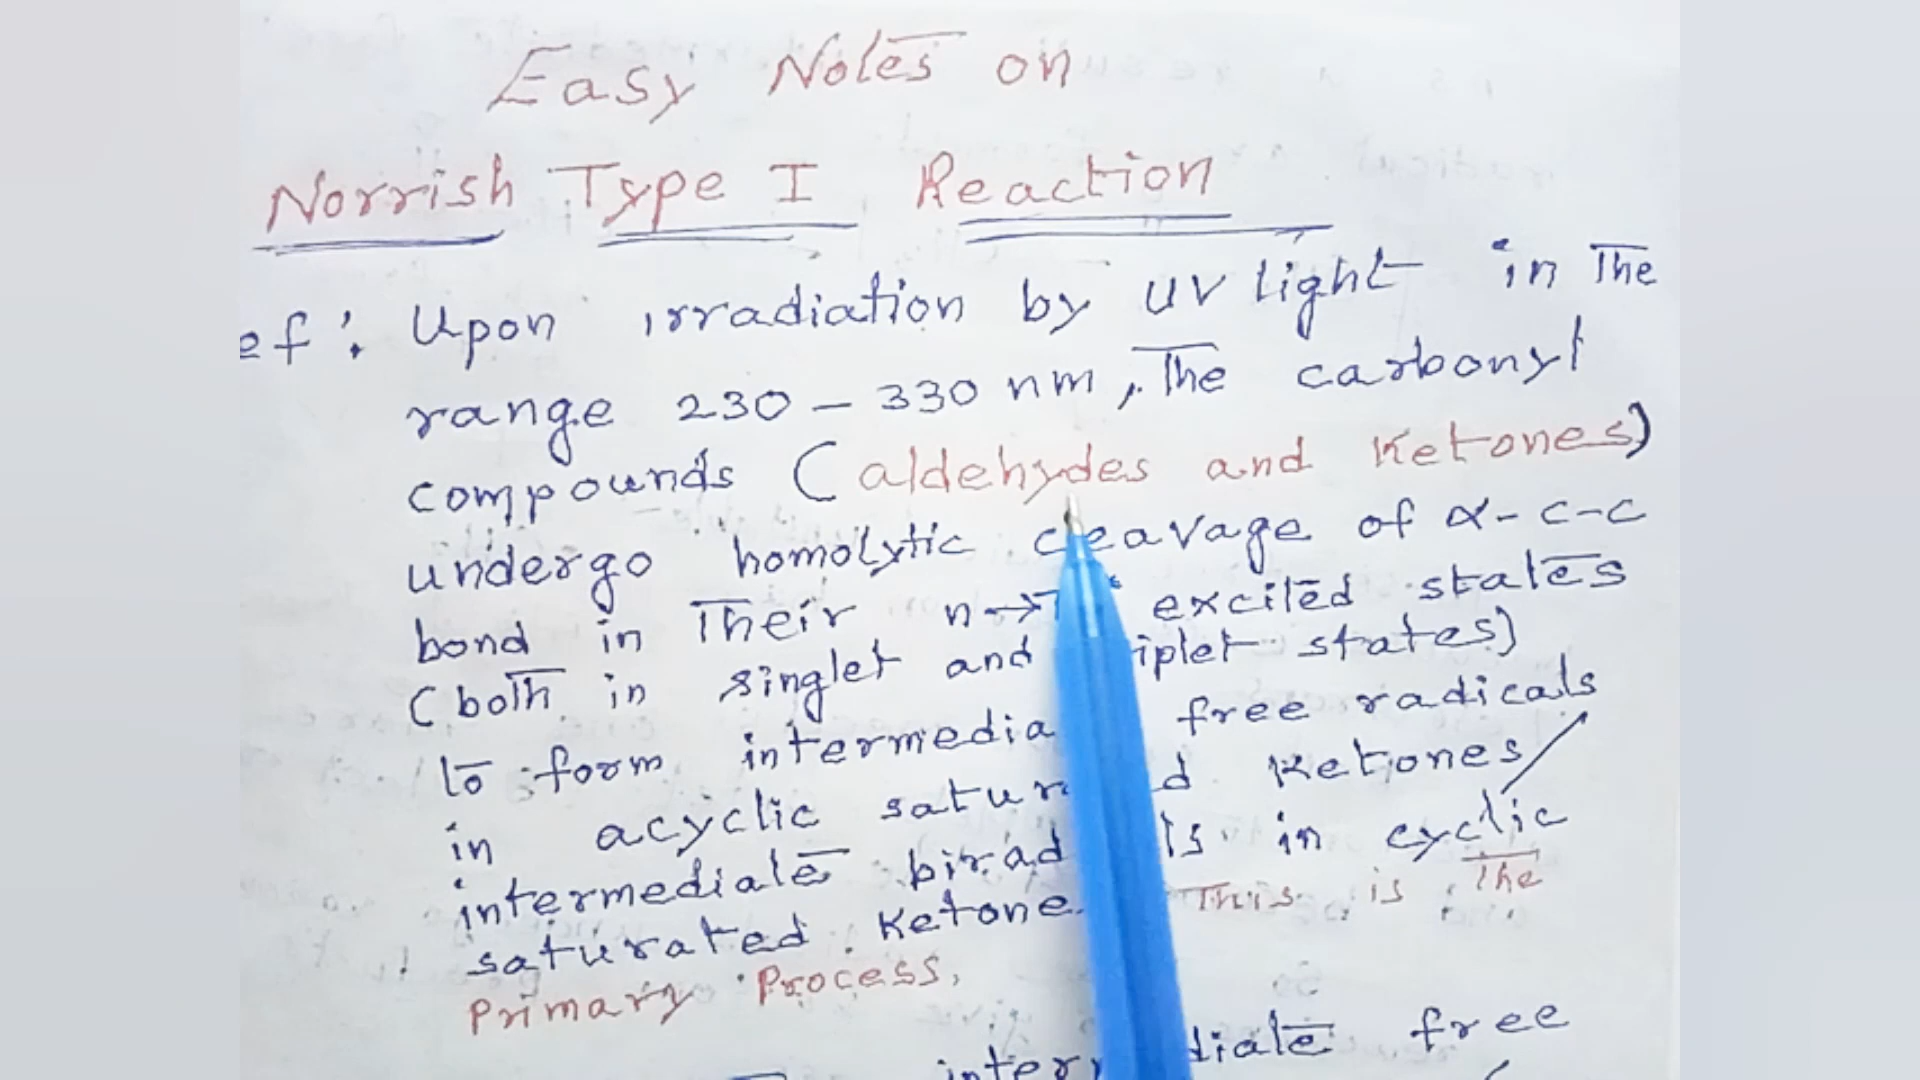 Easy Notes on
Norrish Type I Reaction
ef: Upon irradiation by UV light in The
range 230 - 330 nm, The carbonyl
compounds (aldehydes and Ketones)
undergo homolytic cleavage of α-C-C
bond in Their n→ excited states
(both in singlet and iplet states)
to form intermedia free radicals
in acyclic satur d Ketones/
intermediate birad ls in cyclic
saturated Ketone. This is The
Primary Process,
inter diate free